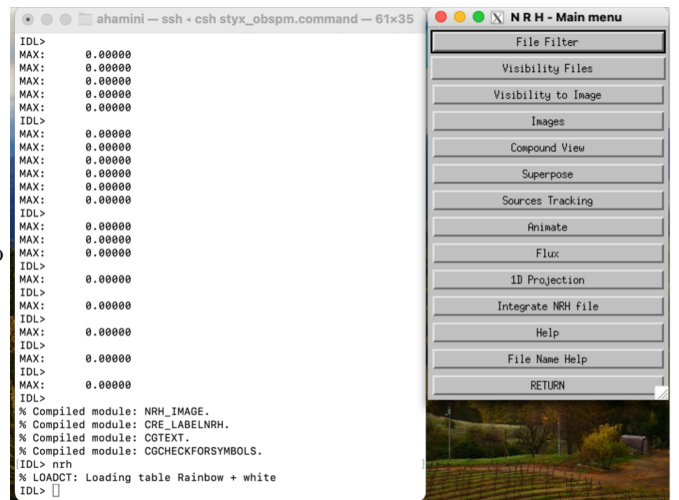 ahamini — ssh ◂ csh styx_obspm.command — 61×35
IDL>
MAX:      0.00000
MAX:      0.00000
MAX:      0.00000
MAX:      0.00000
MAX:      0.00000
IDL>
MAX:      0.00000
MAX:      0.00000
MAX:      0.00000
MAX:      0.00000
MAX:      0.00000
MAX:      0.00000
IDL>
MAX:      0.00000
MAX:      0.00000
MAX:      0.00000
IDL>
MAX:      0.00000
IDL>
MAX:      0.00000
IDL>
MAX:      0.00000
IDL>
MAX:      0.00000
IDL>
MAX:      0.00000
IDL>
% Compiled module: NRH_IMAGE.
% Compiled module: CRE_LABELNRH.
% Compiled module: CGTEXT.
% Compiled module: CGCHECKFORSYMBOLS.
[IDL> nrh ]
% LOADCT: Loading table Rainbow + white
IDL>
N R H - Main menu
File Filter
Visibility Files
Visibility to Image
Images
Compound View
Superpose
Sources Tracking
Animate
Flux
1D Projection
Integrate NRH file
Help
File Name Help
RETURN